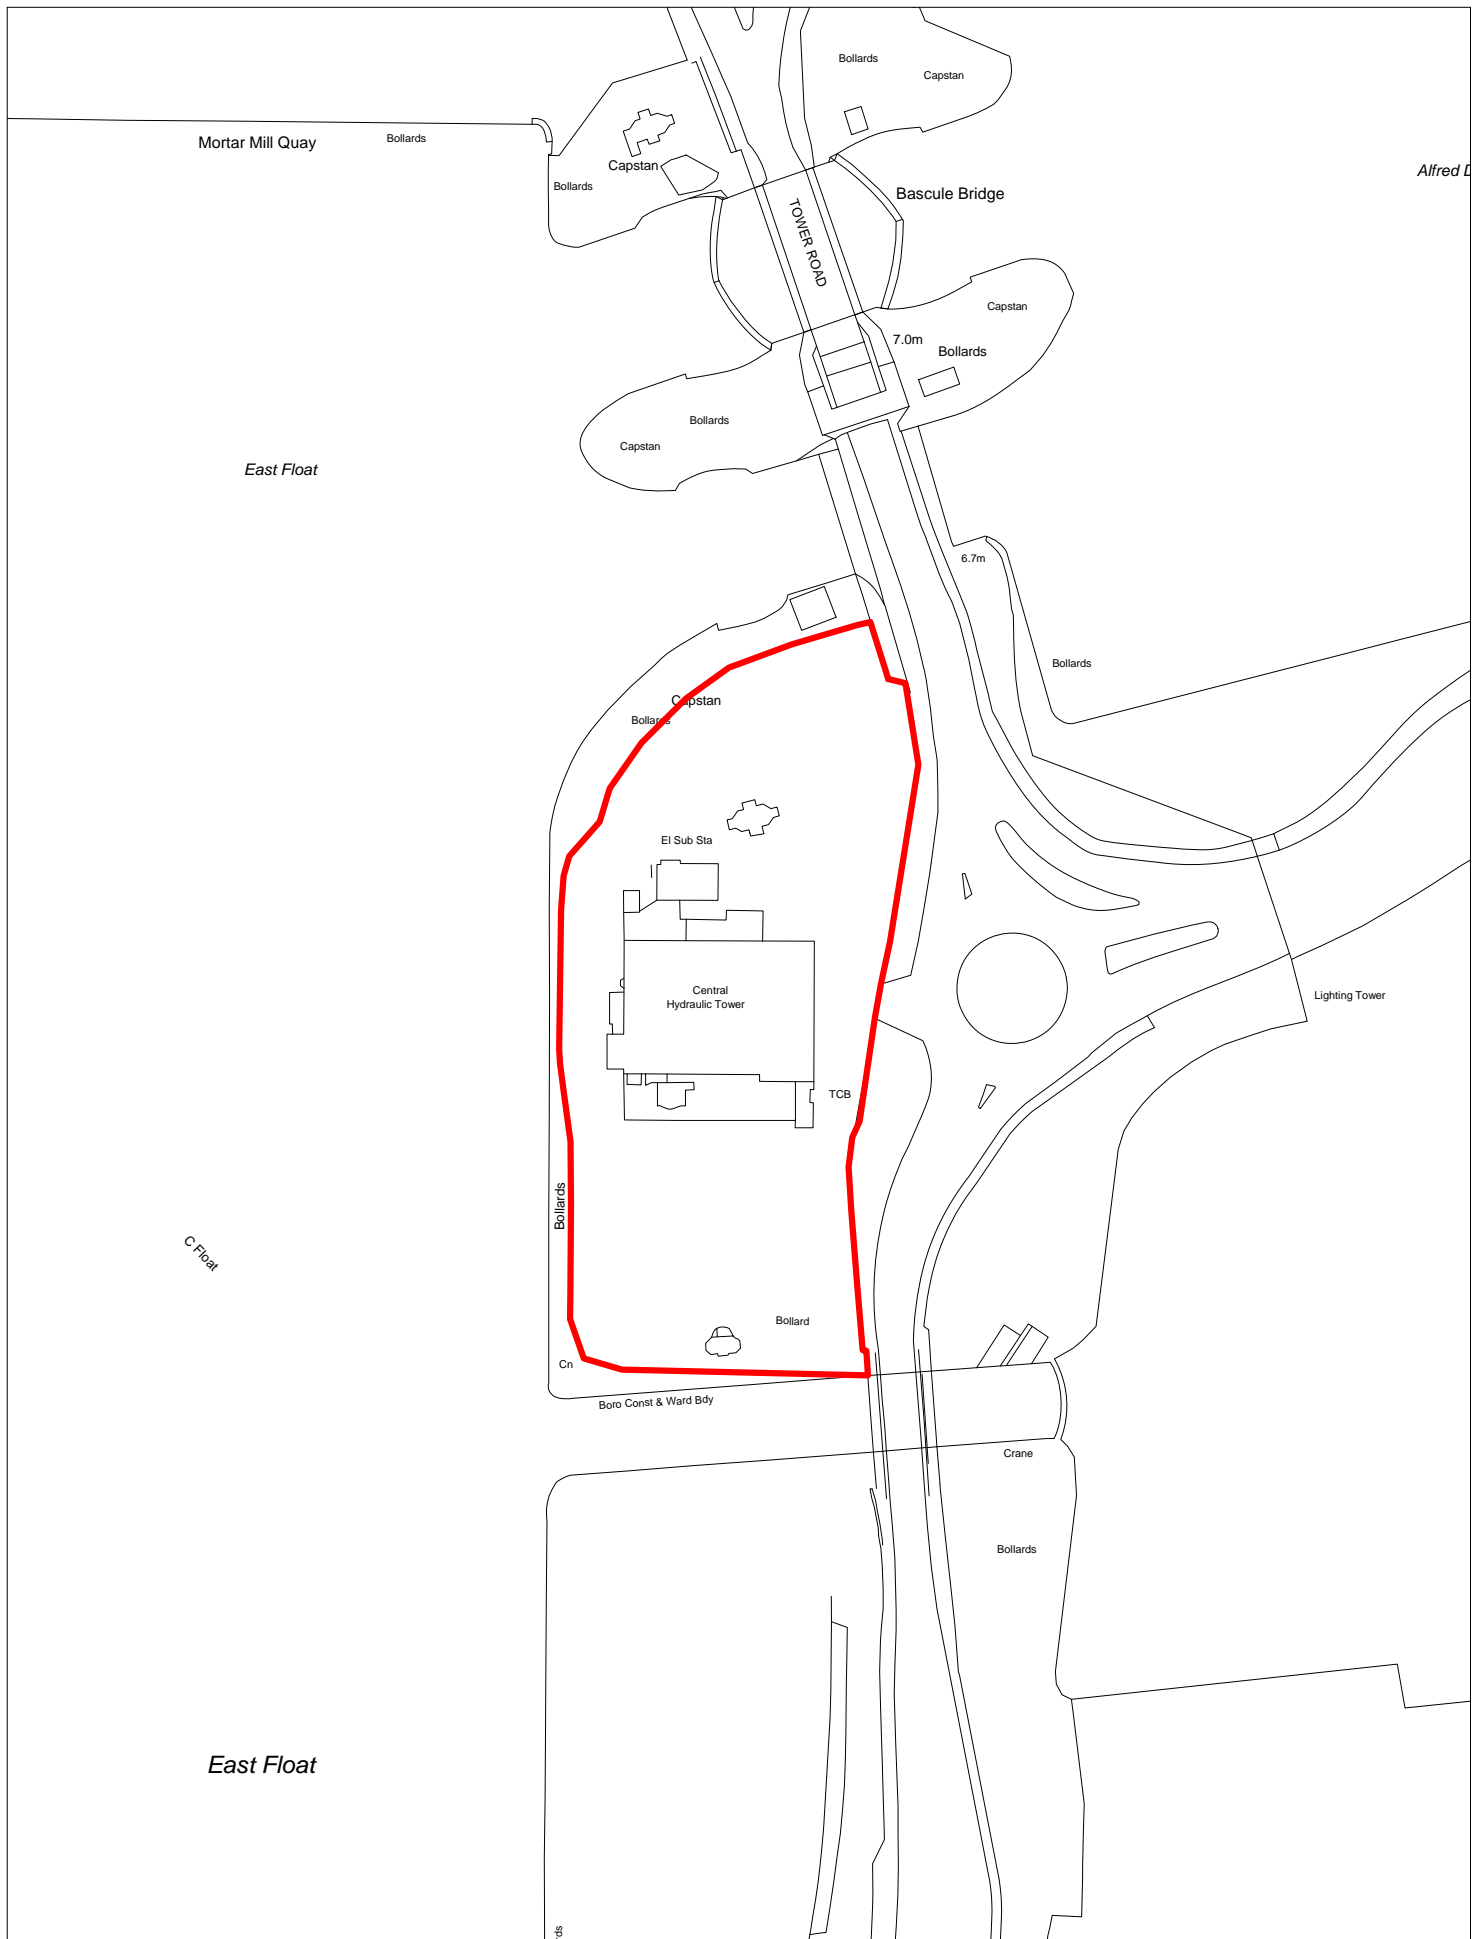 Bollards
Capstan
Mortar Mill Quay
Bollards
Capstan
Bollards
Alfred D
Bascule Bridge
TOWER ROAD
Capstan
7.0m
Bollards
Bollards
Capstan
East Float
6.7m
Bollards
Capstan
Bollards
El Sub Sta
Central
Hydraulic Tower
Lighting Tower
TCB
Bollards
C Float
Bollard
Cn
Boro Const & Ward Bdy
Crane
Bollards
East Float
ds